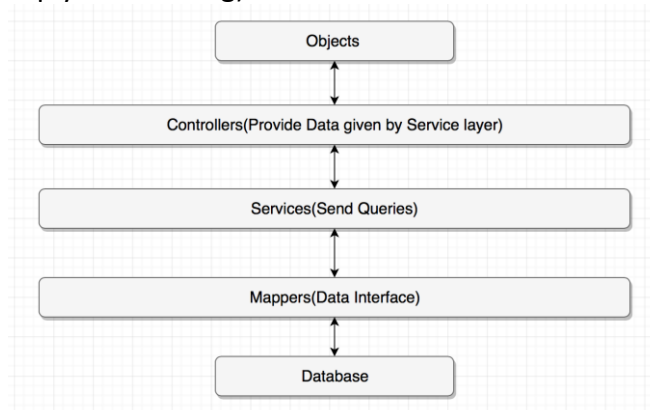 Objects
Controllers(Provide Data given by Service layer)
Services(Send Queries)
Mappers(Data Interface)
Database